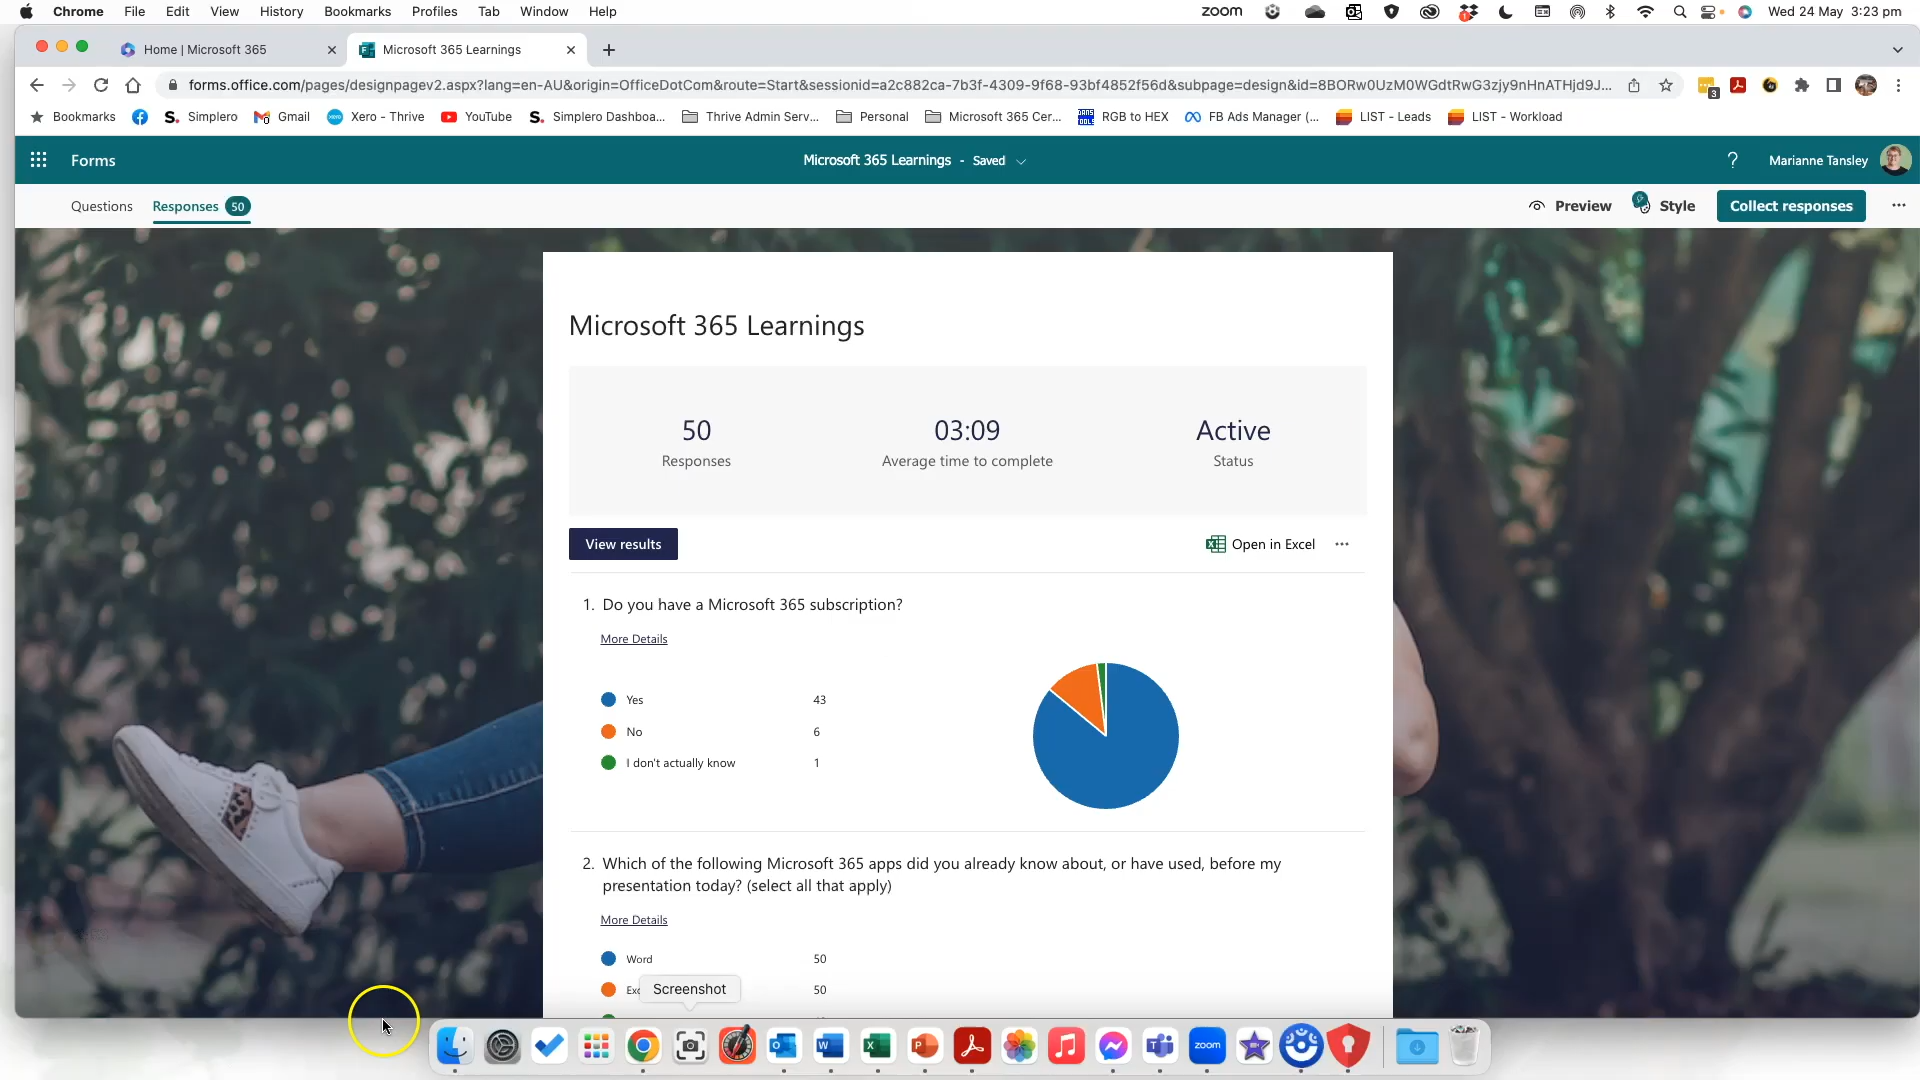 Chrome File Edit View History Bookmarks Profiles Tab Window Help zoom Wed 24 May 3:23 pm
Home | Microsoft 365 Microsoft 365 Learnings
forms.office.com/pages/designpagev2.aspx?lang=en-AU&origin=OfficeDotCom&route=Start&sessionid=a2c882ca-7b3f-4309-9f68-93bf4852f56d&subpage=design&id=8BORw0UzM0WGdtRwG3zjy9nHnATHjd9J... 3
Bookmarks Simplero Gmail Xero - Thrive YouTube Simplero Dashboa... Thrive Admin Serv... Personal Microsoft 365 Cer... RGB to HEX FB Ads Manager (... LIST - Leads LIST - Workload
Forms Microsoft 365 Learnings - Saved ? Marianne Tansley
Questions Responses 50 Preview Style Collect responses
Microsoft 365 Learnings
50 03:09 Active
Responses Average time to complete Status
View results Open in Excel
1. Do you have a Microsoft 365 subscription?
More Details
Yes 43
No 6
I don't actually know 1
2. Which of the following Microsoft 365 apps did you already know about, or have used, before my
presentation today? (select all that apply)
More Details
Word 50
Screenshot
50
zoom